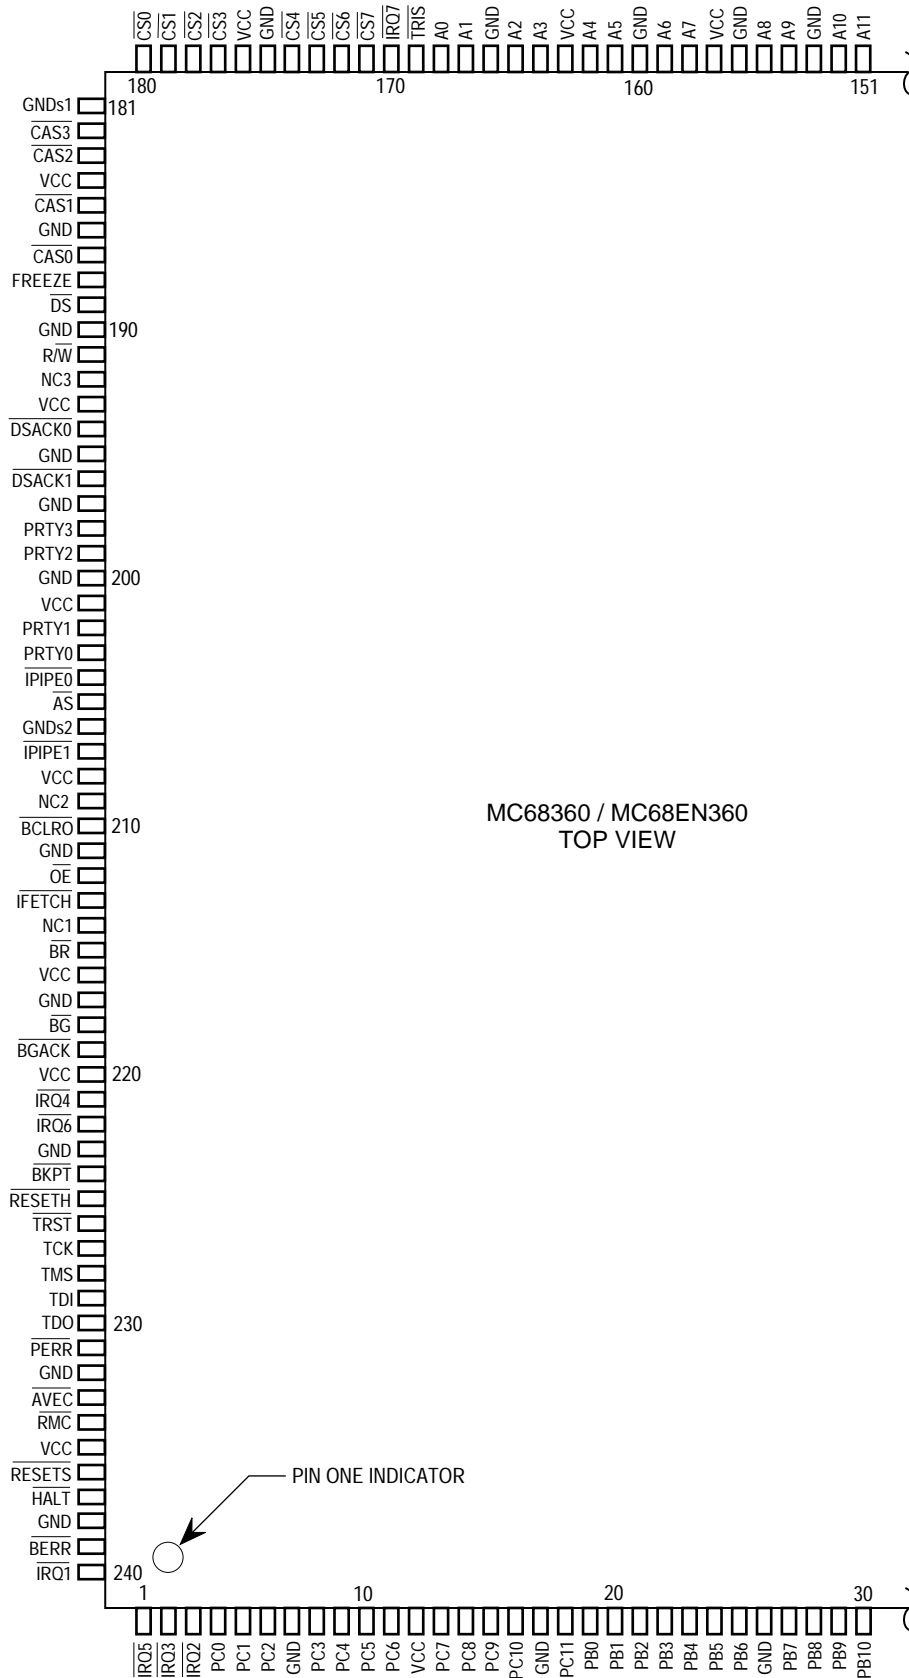 CS0
CS1
CS2
CS3
VCC
GND
CS4
CS5
CS6
CS7
IRQ7
TRIS
A0
A1
GND
A2
A3
GND
VCC
A4
A5
GND
A6
A7
VCC
GND
A8
A9
GND
A10
A11
180
170
160
151
GNDs1
181
CAS3
CAS2
VCC
CAS1
GND
CAS0
FREEZE
DS
GND
190
R/W
NC3
VCC
DSACK0
GND
DSACK1
GND
PRTY3
PRTY2
GND
200
VCC
PRTY1
PRTY0
IPIPE0
AS
GNDs2
IPIPE1
VCC
NC2
BCLRO
210
GND
OE
IFETCH
NC1
BR
VCC
GND
BG
BGACK
VCC
220
IRQ4
IRQ6
GND
BKPT
RESETH
TRST
TCK
TMS
TDI
TDO
230
PERR
GND
AVEC
RMC
VCC
RESETS
HALT
GND
BERR
IRQ1
240
MC68360 / MC68EN360
TOP VIEW
PIN ONE INDICATOR
1
10
20
30
IRQ5
IRQ3
IRQ2
PC0
PC1
PC2
GND
PC3
PC4
PC5
PC6
VCC
PC7
PC8
PC9
PC10
GND
PC11
PB0
PB1
PB2
PB3
PB4
PB5
PB6
GND
PB7
PB8
PB9
PB10